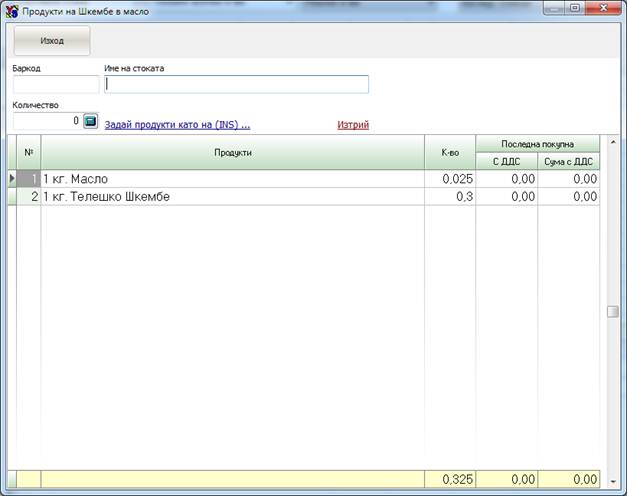 Продукти на Шкембе в масло
Изход
Баркод Име на стоката
Количество
0 Задай продукти като на (INS) ... Изтрий
№ Продукти К-во Последна покупна
С ДДС Сума с ДДС
1 1 кг. Масло 0,025 0,00 0,00
2 1 кг. Телешко Шкембе 0,3 0,00 0,00
0,325 0,00 0,00